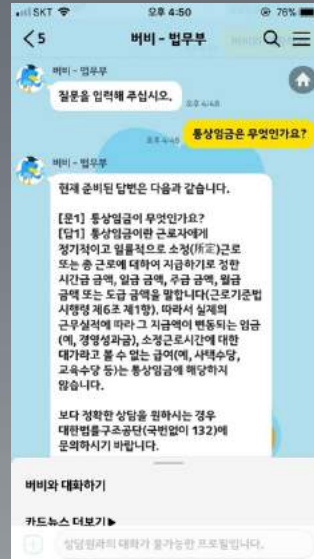 SKT 오후 4:50 76%
5 버비 - 법무부
버비 - 법무부
질문을 입력해 주십시오.
오후 4:48
오후 4:48 통상임금은 무엇인가요?
버비 - 법무부
현재 준비된 답변은 다음과 같습니다.
[문1] 통상임금이 무엇인가요?
[답1] 통상임금이란 근로자에게
정기적이고 일률적으로 소정(所定)근로
또는 총 근로에 대하여 지급하기로 정한
시간급 금액, 일급 금액, 주급 금액, 월급
금액 또는 도급 금액을 말합니다(근로기준법
시행령 제6조 제1항). 따라서 실제의
근무실적에 따라 그 지급액이 변동되는 임금
(예, 경영성과금), 소정근로시간에 대한
대가라고 볼 수 없는 급여(예, 사택수당,
교육수당 등)는 통상임금에 해당하지
않습니다.
보다 정확한 상담을 원하시는 경우
대한법률구조공단(국번없이 132)에
문의하시기 바랍니다.
버비와 대화하기
카드뉴스 더보기▶
상담원과의 대화가 불가능한 프로필입니다.